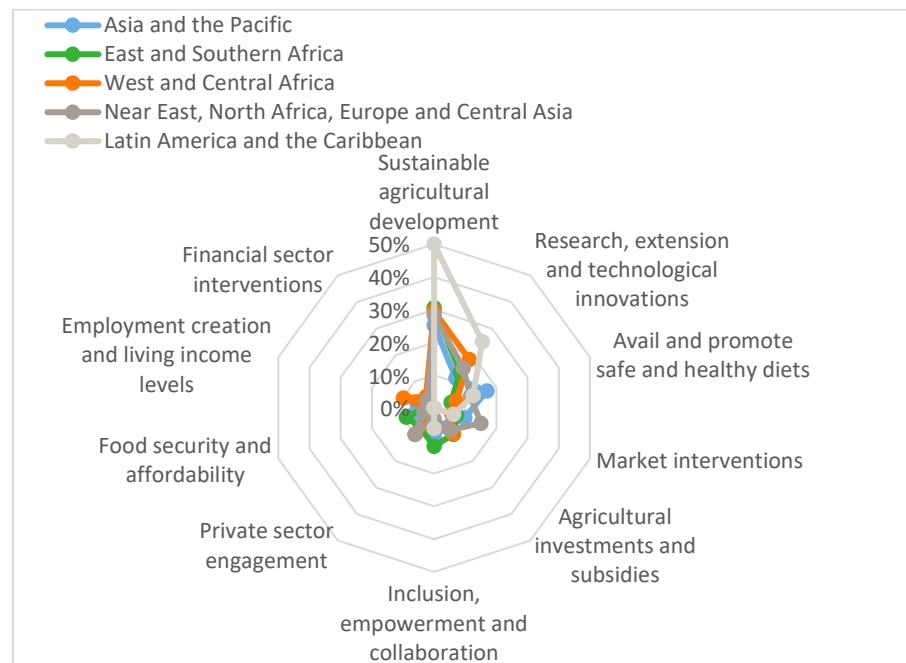 Asia and the Pacific
East and Southern Africa
West and Central Africa
Near East, North Africa, Europe and Central Asia
Latin America and the Caribbean
Sustainable
agricultural
development
Research, extension
and technological
innovations
Avail and promote
safe and healthy diets
Market interventions
Agricultural
investments and
subsidies
Inclusion,
empowerment and
collaboration
Private sector
engagement
Food security and
affordability
Employment creation
and living income
levels
Financial sector
interventions
50%
40%
30%
20%
10%
0%